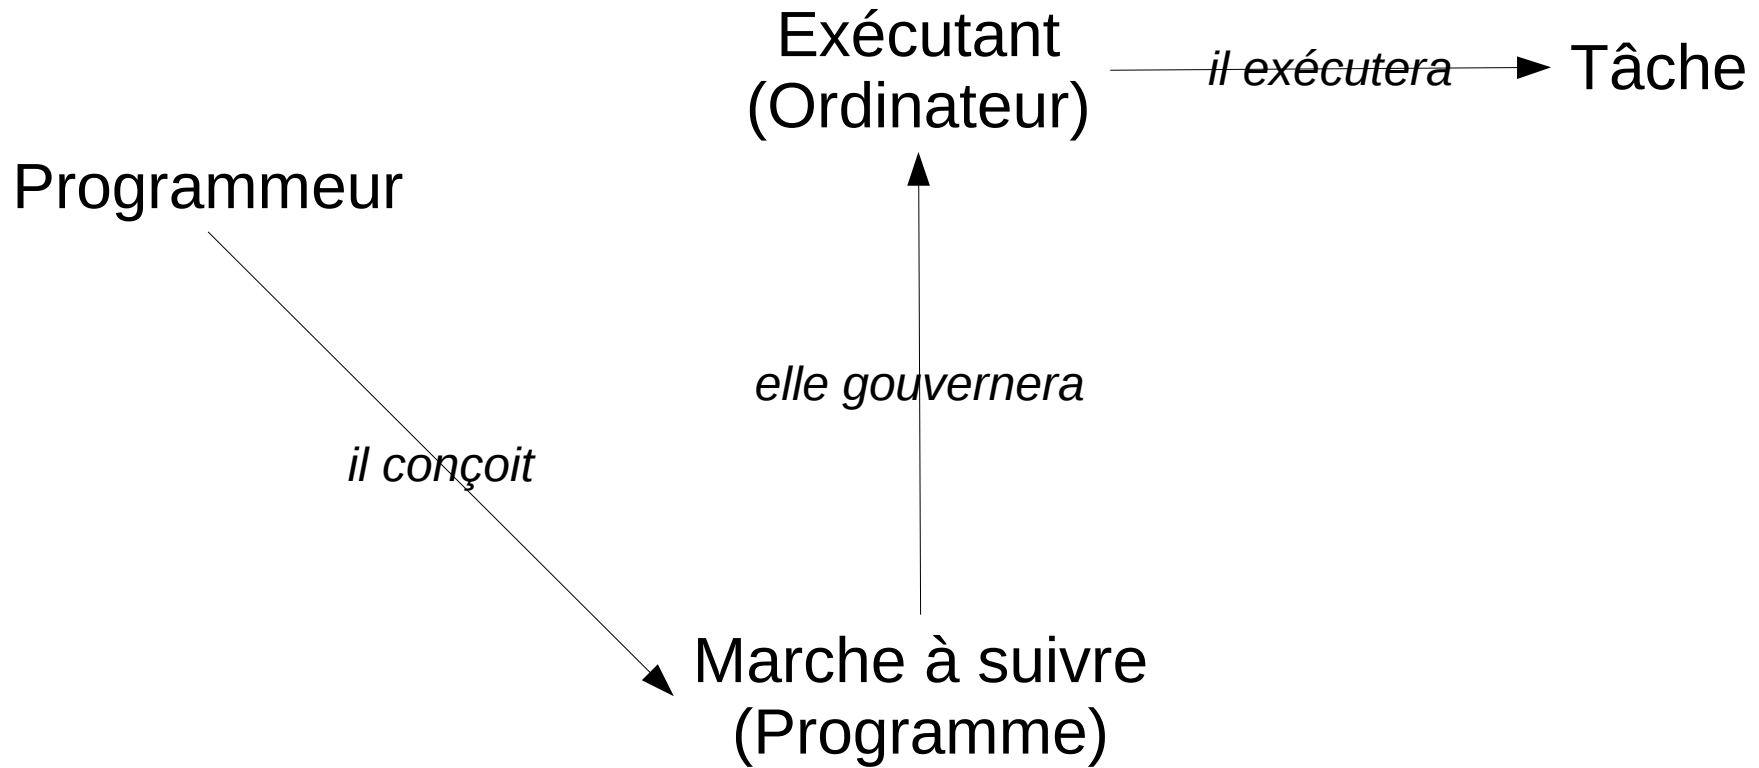 Exécutant
(Ordinateur)
il exécutera
Tâche
Programmeur
elle gouvernera
il conçoit
Marche à suivre
(Programme)